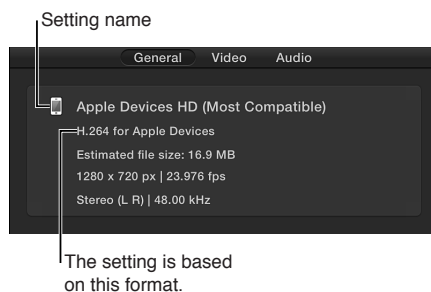 Setting name
General Video Audio
Apple Devices HD (Most Compatible)
H.264 for Apple Devices
Estimated file size: 16.9 MB
1280 x 720 px | 23.976 fps
Stereo (L R) | 48.00 kHz
The setting is based
on this format.